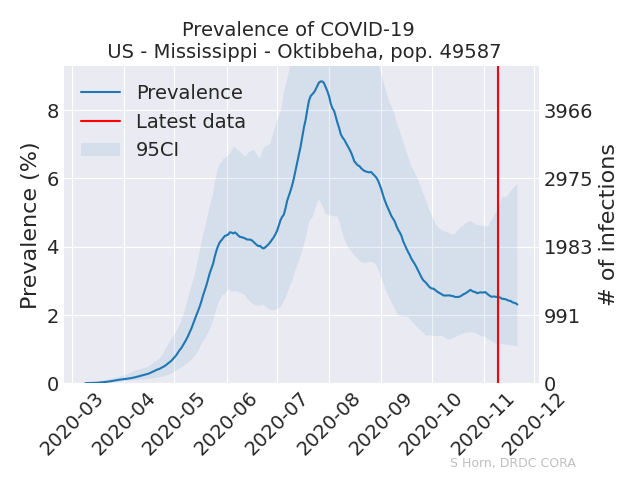 Prevalence of COVID-19
US - Mississippi - Oktibbeha, pop. 49587
Prevalence
Latest data
95CI
Prevalence (%)
8
6
4
2
0
3966
2975
1983
991
0
# of infections
2020-03
2020-04
2020-05
2020-06
2020-07
2020-08
2020-09
2020-10
2020-11
2020-12
S Horn, DRDC CORA